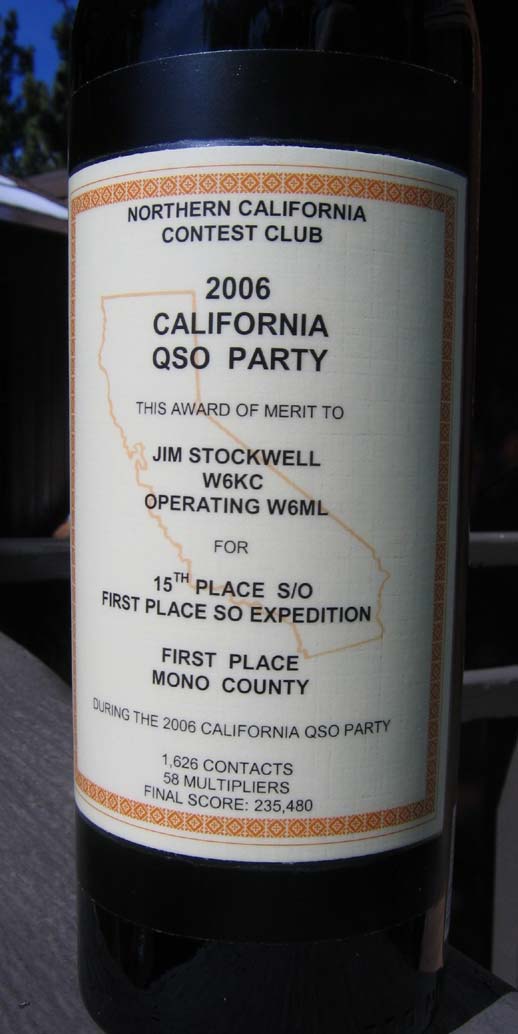 NORTHERN CALIFORNIA
CONTEST CLUB
2006
CALIFORNIA
QSO PARTY
THIS AWARD OF MERIT TO
JIM STOCKWELL
W6KC
OPERATING W6ML
FOR
15TH PLACE S/O
FIRST PLACE SO EXPEDITION
FIRST PLACE
MONO COUNTY
DURING THE 2006 CALIFORNIA QSO PARTY
1,626 CONTACTS
58 MULTIPLIERS
FINAL SCORE: 235,480